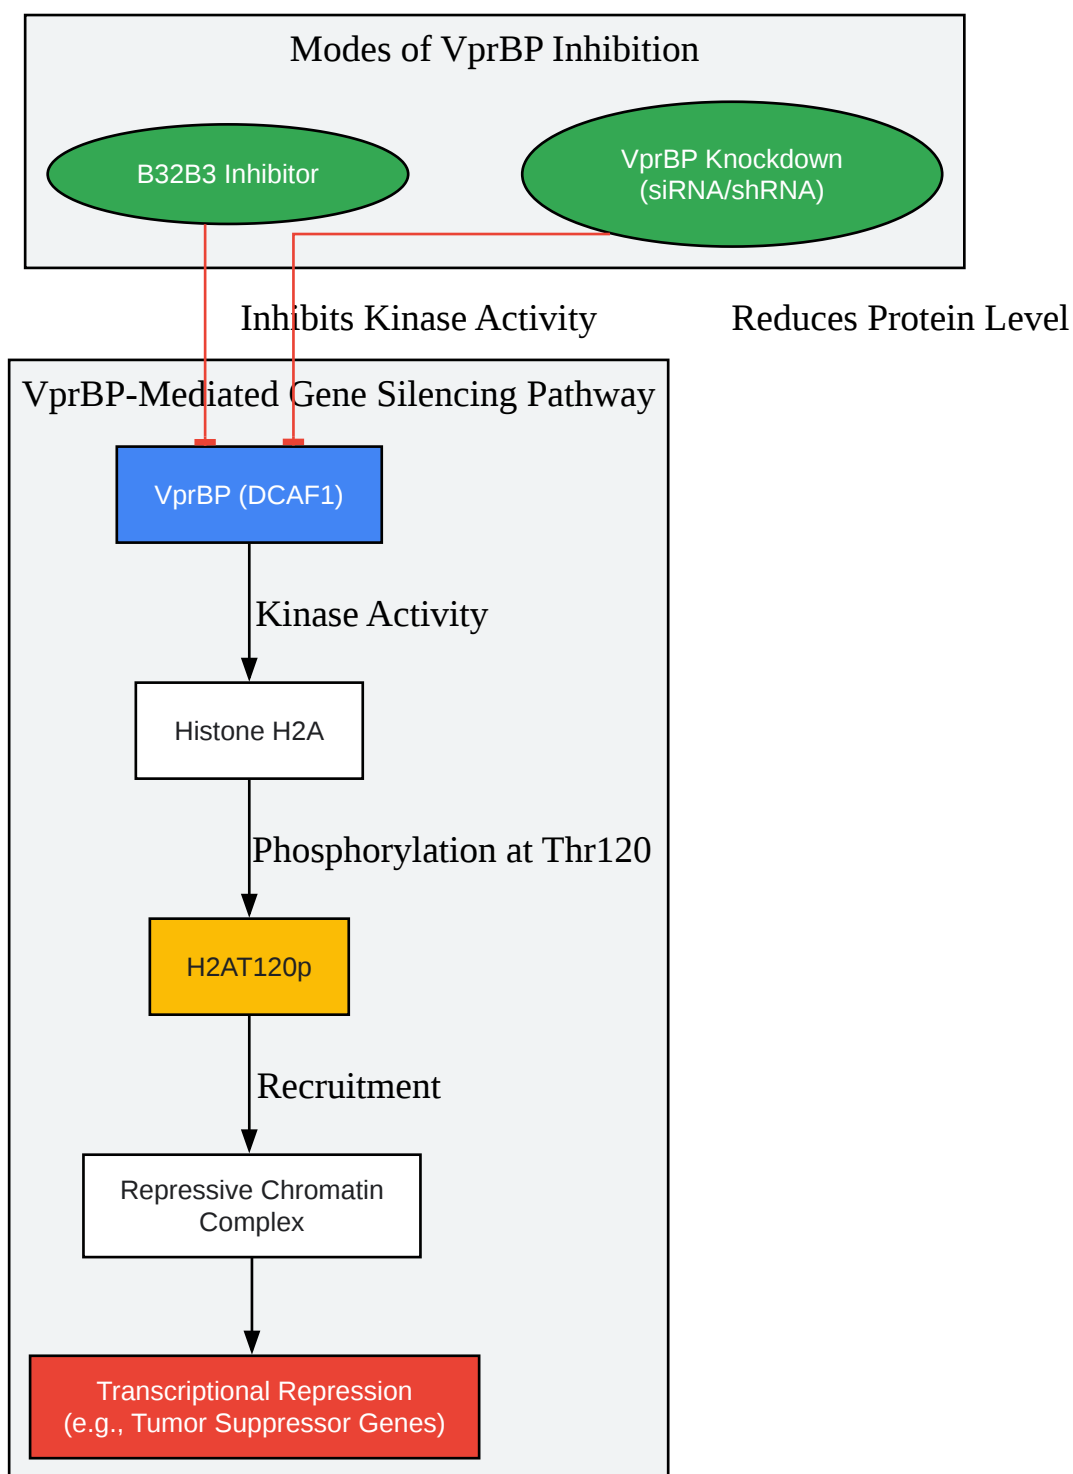 Modes of VprBP Inhibition
B32B3 Inhibitor
VprBP Knockdown
(siRNA/shRNA)
Inhibits Kinase Activity
Reduces Protein Level
VprBP-Mediated Gene Silencing Pathway
VprBP (DCAF1)
Kinase Activity
Histone H2A
Phosphorylation at Thr120
H2AT120p
Recruitment
Repressive Chromatin
Complex
Transcriptional Repression
(e.g., Tumor Suppressor Genes)